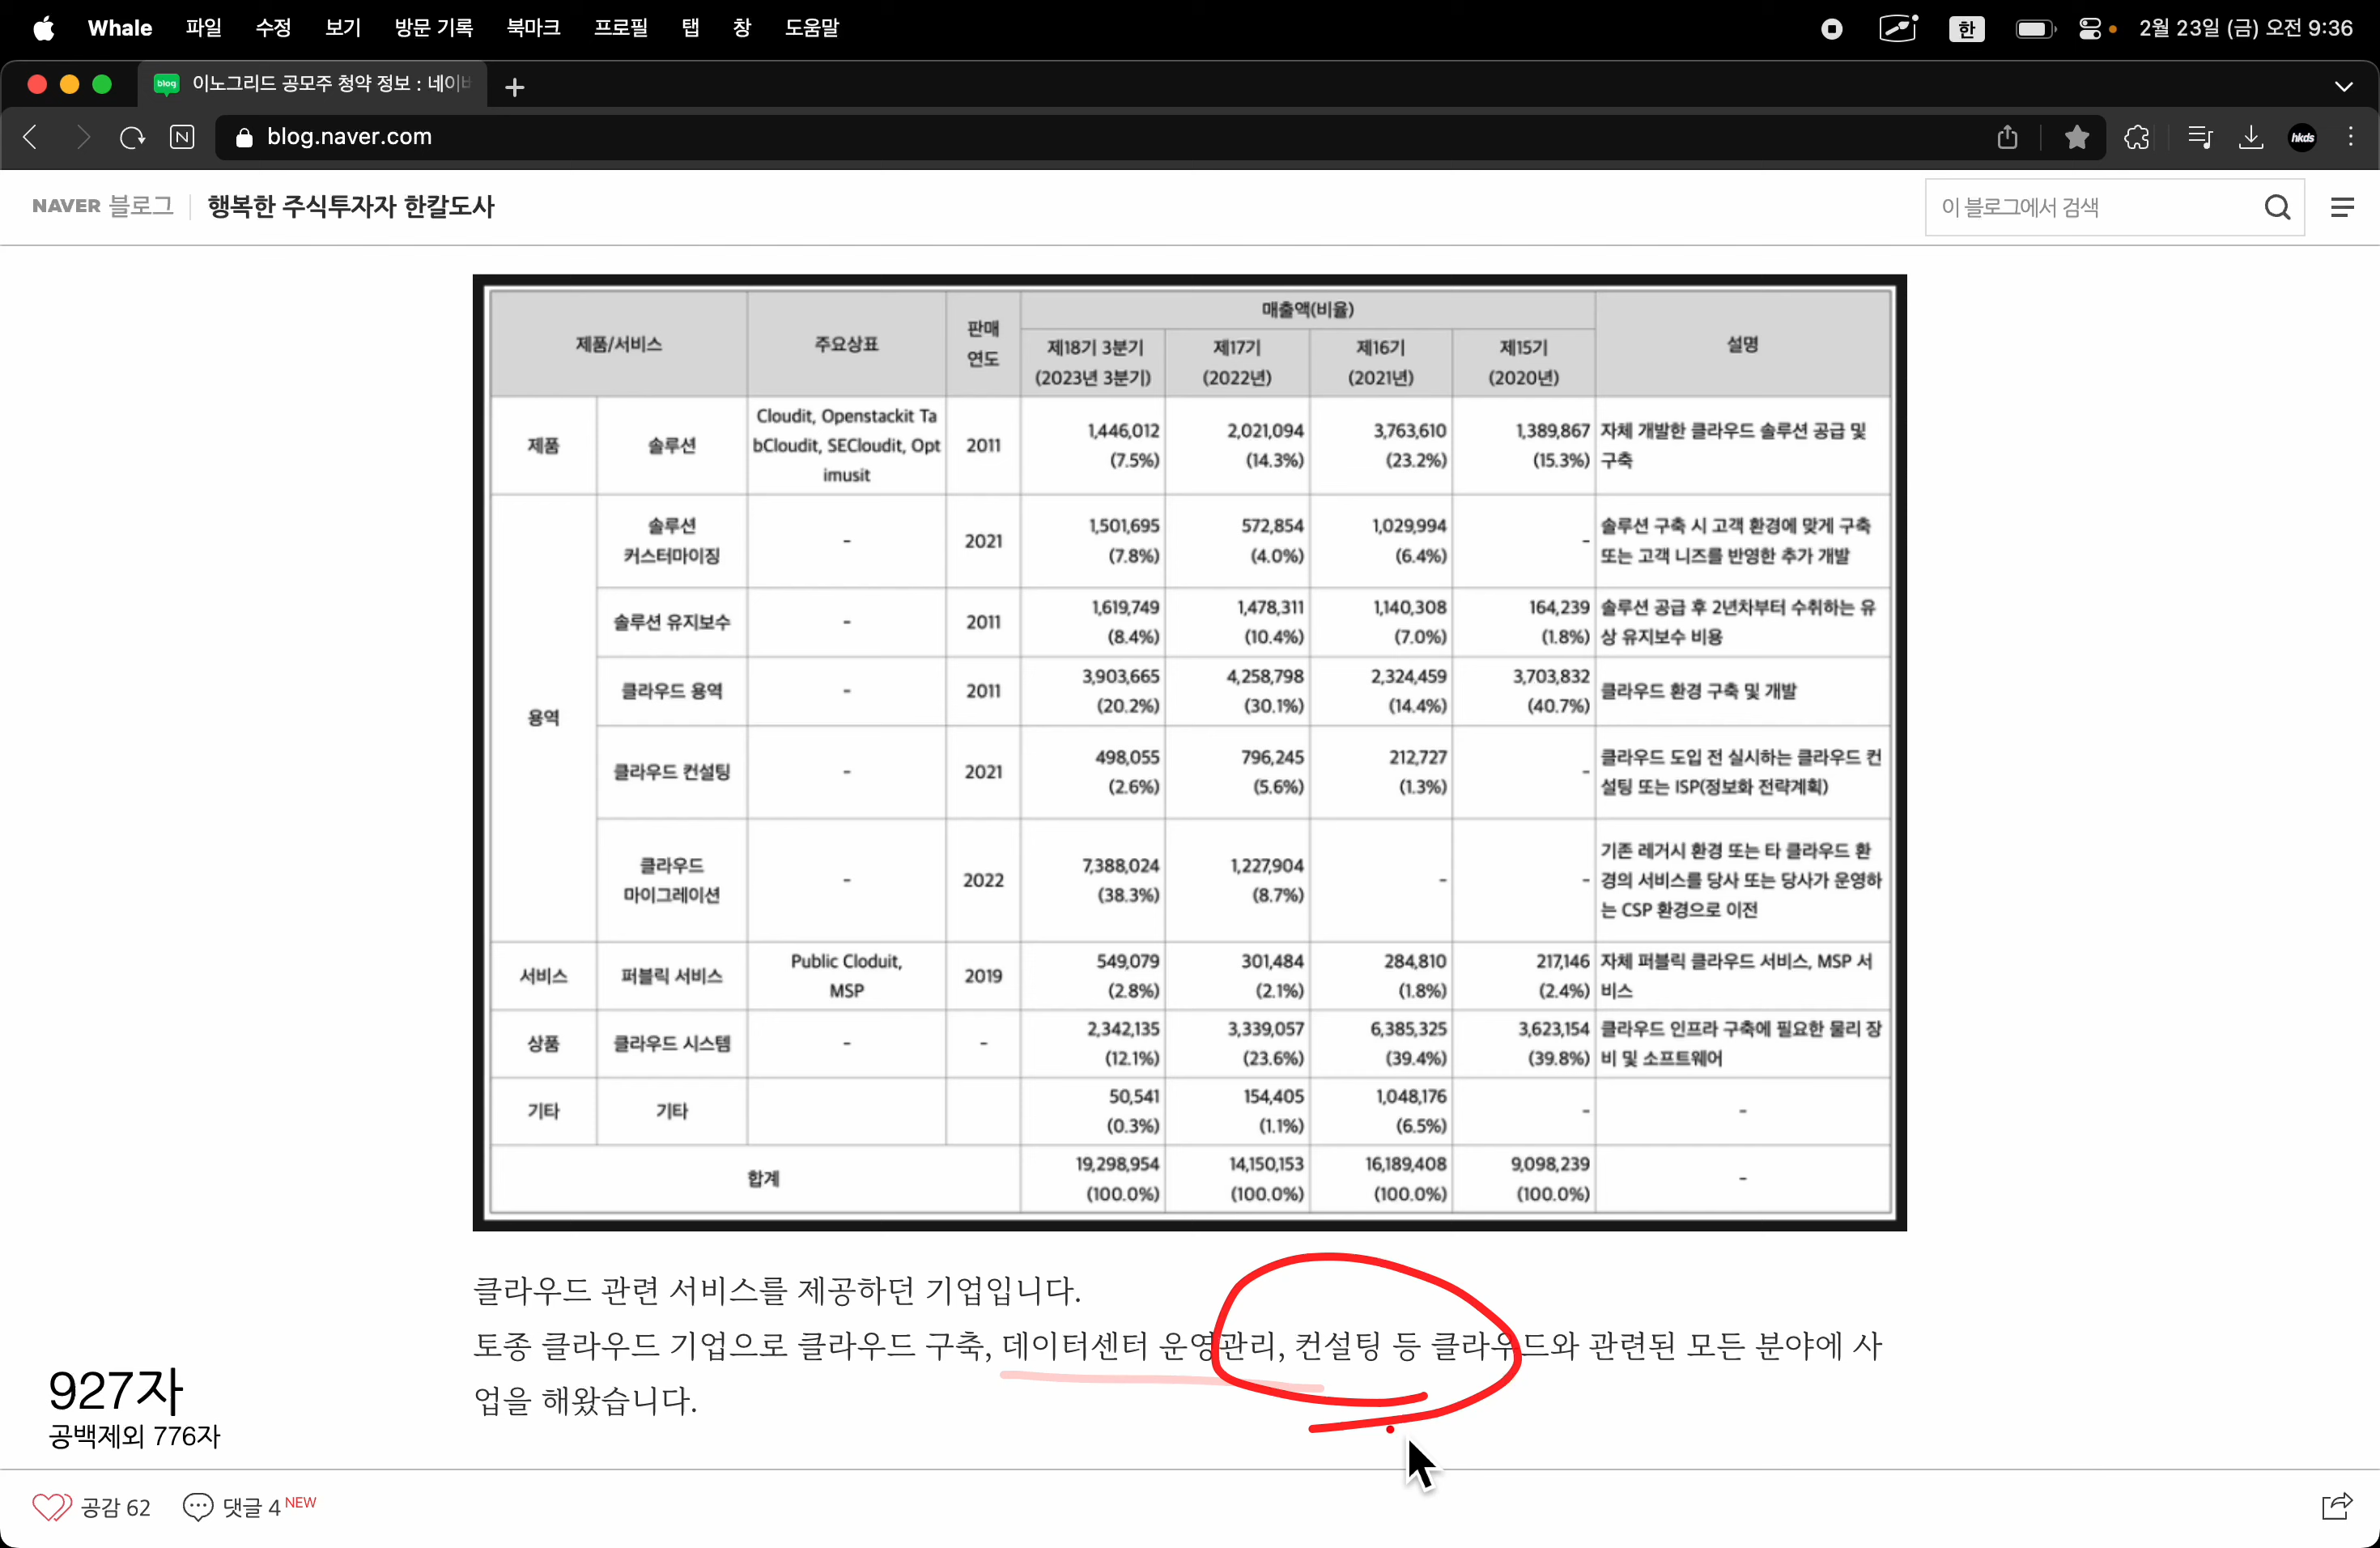 Whale 파일 수정 보기 방문 기록 북마크 프로필 탭 창 도움말 한 2월 23일 (금) 오전 9:36
blog 이노그리드 공모주 청약 정보 : 네이버
N blog.naver.com hkds
NAVER 블로그 행복한 주식투자자 한칼도사 이 블로그에서 검색
제품/서비스 주요상표 판매 연도 매출액(비율) 설명
제18기 3분기 (2023년 3분기) 제17기 (2022년) 제16기 (2021년) 제15기 (2020년)
제품 솔루션 Cloudit, Openstackit Ta bCloudit, SECloudit, Opt imusit 2011 1,446,012 (7.5%) 2,021,094 (14.3%) 3,763,610 (23.2%) 1,389,867 (15.3%) 자체 개발한 클라우드 솔루션 공급 및 구축
용역 솔루션 커스터마이징 - 2021 1,501,695 (7.8%) 572,854 (4.0%) 1,029,994 (6.4%) - 솔루션 구축 시 고객 환경에 맞게 구축 또는 고객 니즈를 반영한 추가 개발
솔루션 유지보수 - 2011 1,619,749 (8.4%) 1,478,311 (10.4%) 1,140,308 (7.0%) 164,239 (1.8%) 솔루션 공급 후 2년차부터 수취하는 유상 유지보수 비용
클라우드 용역 - 2011 3,903,665 (20.2%) 4,258,798 (30.1%) 2,324,459 (14.4%) 3,703,832 (40.7%) 클라우드 환경 구축 및 개발
클라우드 컨설팅 - 2021 498,055 (2.6%) 796,245 (5.6%) 212,727 (1.3%) - 클라우드 도입 전 실시하는 클라우드 컨설팅 또는 ISP(정보화 전략계획)
클라우드 마이그레이션 - 2022 7,388,024 (38.3%) 1,227,904 (8.7%) - - 기존 레거시 환경 또는 타 클라우드 환경의 서비스를 당사 또는 당사가 운영하는 CSP 환경으로 이전
서비스 퍼블릭 서비스 Public Cloduit, MSP 2019 549,079 (2.8%) 301,484 (2.1%) 284,810 (1.8%) 217,146 (2.4%) 자체 퍼블릭 클라우드 서비스, MSP 서비스
상품 클라우드 시스템 - - 2,342,135 (12.1%) 3,339,057 (23.6%) 6,385,325 (39.4%) 3,623,154 (39.8%) 클라우드 인프라 구축에 필요한 물리 장비 및 소프트웨어
기타 기타 50,541 (0.3%) 154,405 (1.1%) 1,048,176 (6.5%) - -
합계 19,298,954 (100.0%) 14,150,153 (100.0%) 16,189,408 (100.0%) 9,098,239 (100.0%) -
클라우드 관련 서비스를 제공하던 기업입니다.
토종 클라우드 기업으로 클라우드 구축, 데이터센터 운영관리, 컨설팅 등 클라우드와 관련된 모든 분야에 사
업을 해왔습니다.
927자
공백제외 776자
공감 62 댓글 4 NEW